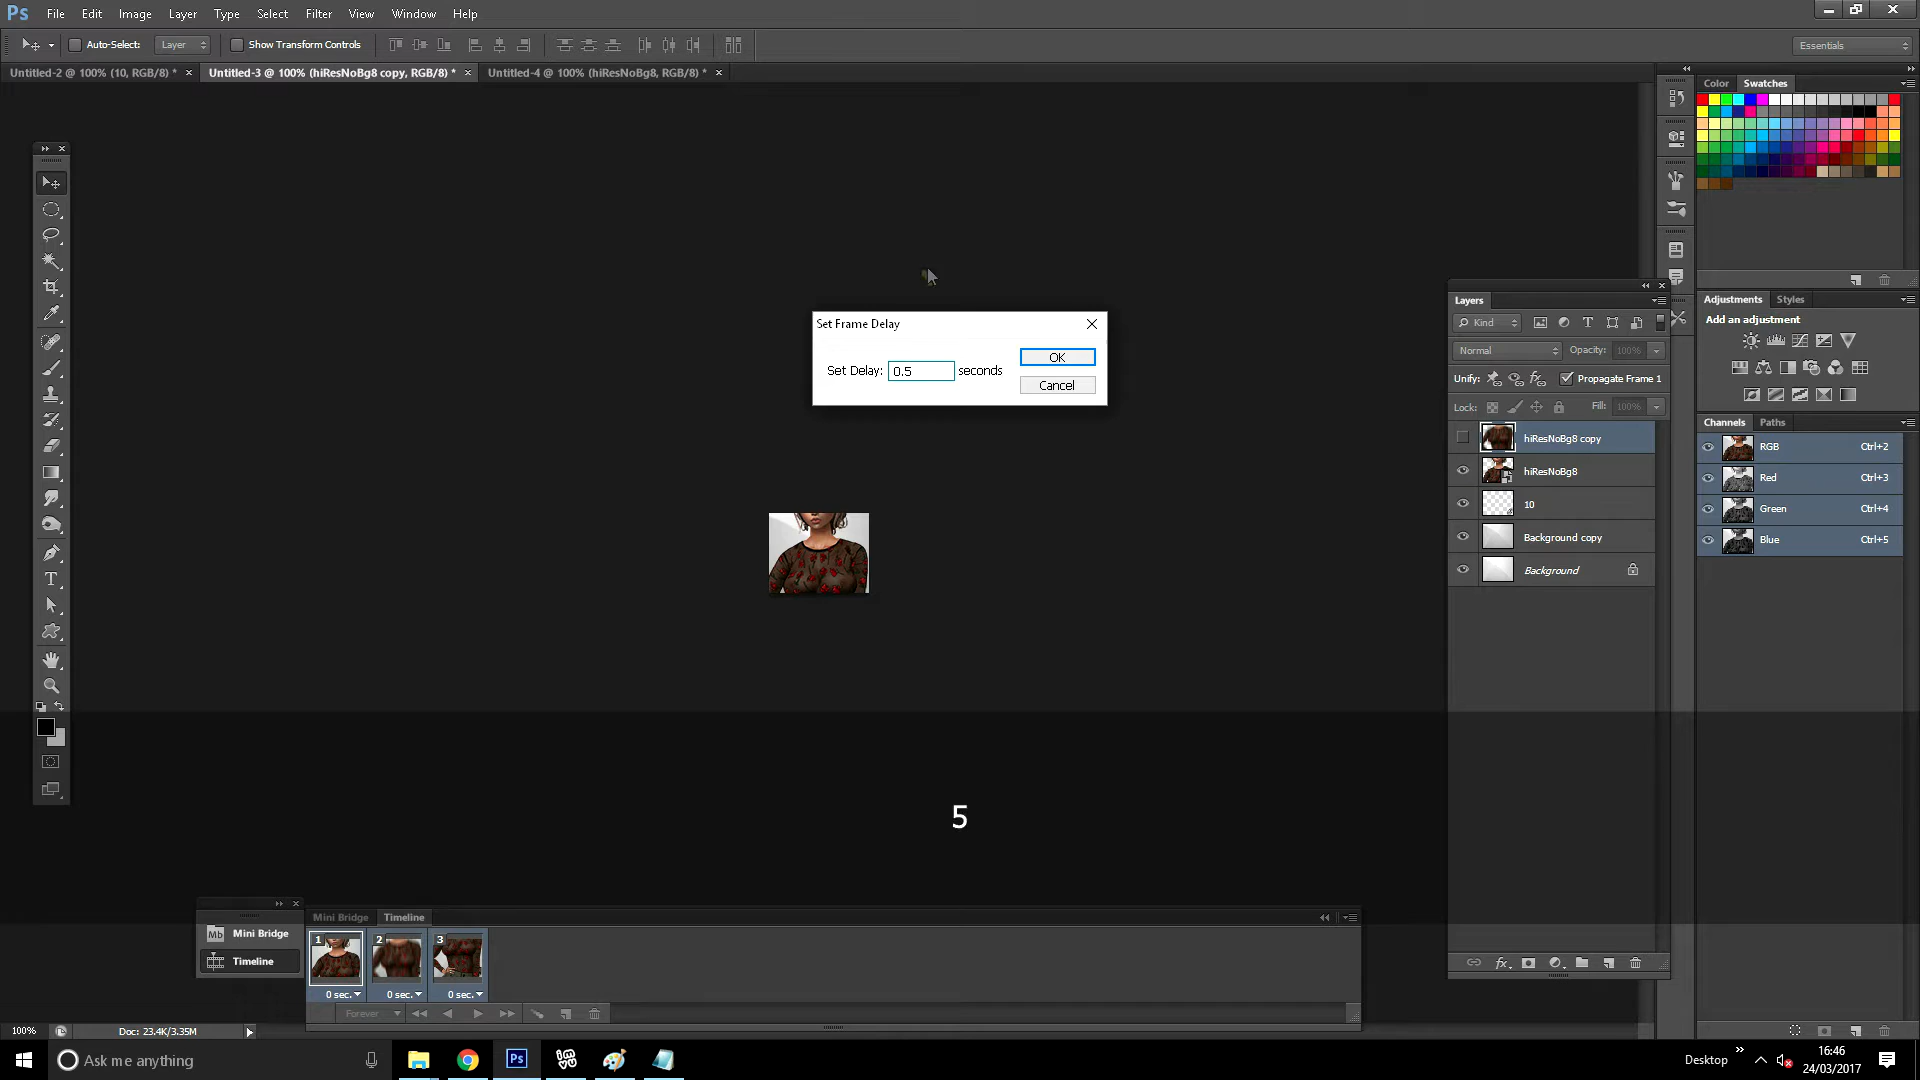 Ps File Edit Image Layer Type Select Filter View Window Help
Auto-Select: Layer Show Transform Controls Essentials
Untitled-2 @ 100% (10, RGB/8) * × Untitled-3 @ 100% (hiResNoBg8 copy, RGB/8) * × Untitled-4 @ 100% (hiResNoBg8, RGB/8) * ×
Color Swatches
Set Frame Delay
Set Delay: 0.5 seconds
OK
Cancel
Layers
Kind
Normal Opacity: 100%
Unify: Propagate Frame 1
Lock: Fill: 100%
hiResNoBg8 copy
hiResNoBg8
10
Background copy
Background
Adjustments Styles
Add an adjustment
Channels Paths
RGB Ctrl+2
Red Ctrl+3
Green Ctrl+4
Blue Ctrl+5
5
Mb Mini Bridge
Timeline
Mini Bridge Timeline
1 2 3
0 sec. 0 sec. 0 sec.
Forever
100% Doc: 23.4K/3.35M
Ask me anything
Ps
Desktop
16:46
24/03/2017